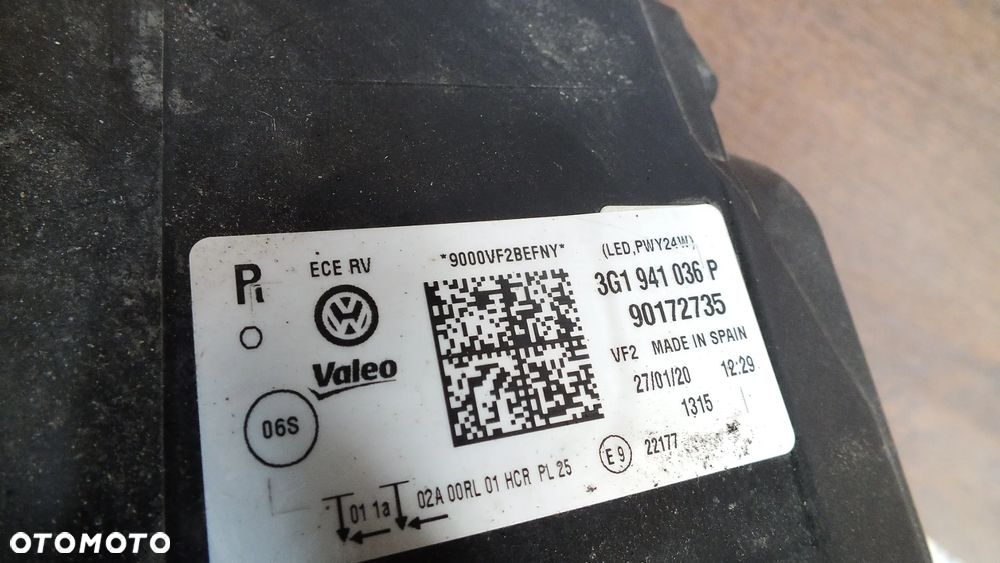 R
ECE RV
*9000VF2BEFNY*
(LED,PWY24W)
3G1 941 036 P
90172735
VF2 MADE IN SPAIN
27/01/20 12:29
1315
Valeo
06S
E9 22177
01 1a 02A 00RL 01 HCR PL 25
OTOMOTO